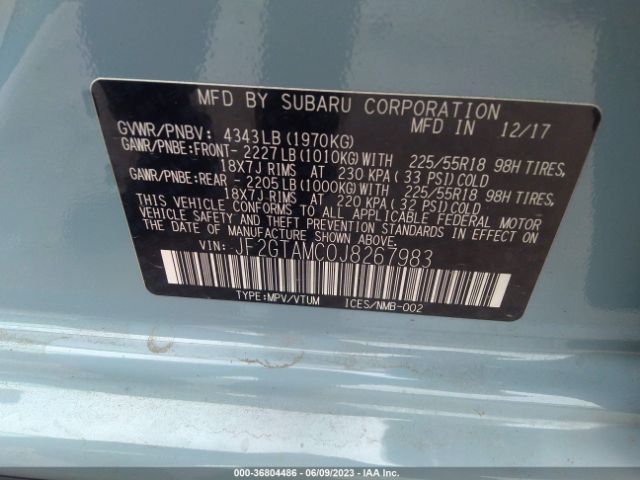 MFD BY SUBARU CORPORATION
GVWR/PNBV: 4343LB(1970KG) MFD IN 12/17
GAWR/PNBE:FRONT-2227LB(1010KG)WITH 225/55R18 98H TIRES,
18X7J RIMS AT 230 KPA(33 PSI)COLD
GAWR/PNBE:REAR -2205LB(1000KG)WITH 225/55R18 98H TIRES,
18X7J RIMS AT 220 KPA(32 PSI)COLD
THIS VEHICLE CONFORMS TO ALL APPLICABLE FEDERAL MOTOR
VEHICLE SAFETY AND THEFT PREVENTION STANDARDS IN EFFECT ON
THE DATE OF MANUFACTURE SHOWN ABOVE.
VIN: JF2GTAMC0J8267983
TYPE:MPV/VTUM ICES/NMB-002
000-36804486 - 06/09/2023 - IAA Inc.